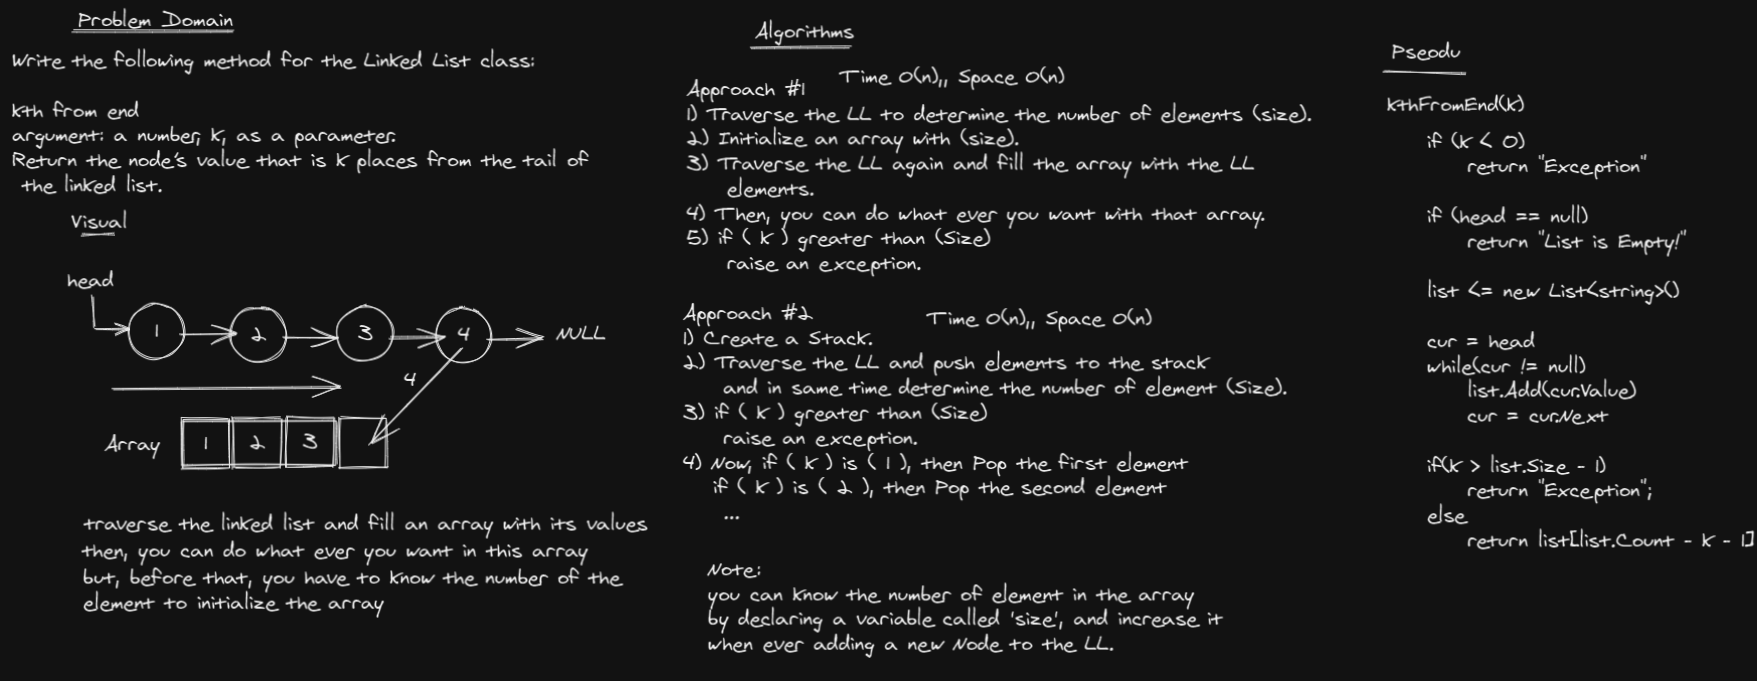 Problem Domain
Write the following method for the Linked List class:
kth from end
argument: a number, k, as a parameter.
Return the node's value that is k places from the tail of
the linked list.
Visual
head
1
2
3
4
NULL
4
Array
1
2
3
traverse the linked list and fill an array with its values
then, you can do what ever you want in this array
but, before that, you have to know the number of the
element to initialize the array
Algorithms
Time O(n),, Space O(n)
Approach #1
1) Traverse the LL to determine the number of elements (size).
2) Initialize an array with (size).
3) Traverse the LL again and fill the array with the LL
elements.
4) Then, you can do what ever you want with that array.
5) if ( k ) greater than (Size)
raise an exception.
Approach #2
Time O(n),, Space O(n)
1) Create a Stack.
2) Traverse the LL and push elements to the stack
and in same time determine the number of element (Size).
3) if ( k ) greater than (Size)
raise an exception.
4) Now, if ( k ) is ( 1 ), then Pop the first element
if ( k ) is ( 2 ), then Pop the second element
...
Note:
you can know the number of element in the array
by declaring a variable called 'size', and increase it
when ever adding a new Node to the LL.
Pseodu
kthFromEnd(k)
if (k < 0)
return "Exception"
if (head == null)
return "List is Empty!"
list <= new List<string>()
cur = head
while(cur != null)
list.Add(cur.Value)
cur = cur.Next
if(k > list.Size - 1)
return "Exception";
else
return list[list.Count - k - 1]